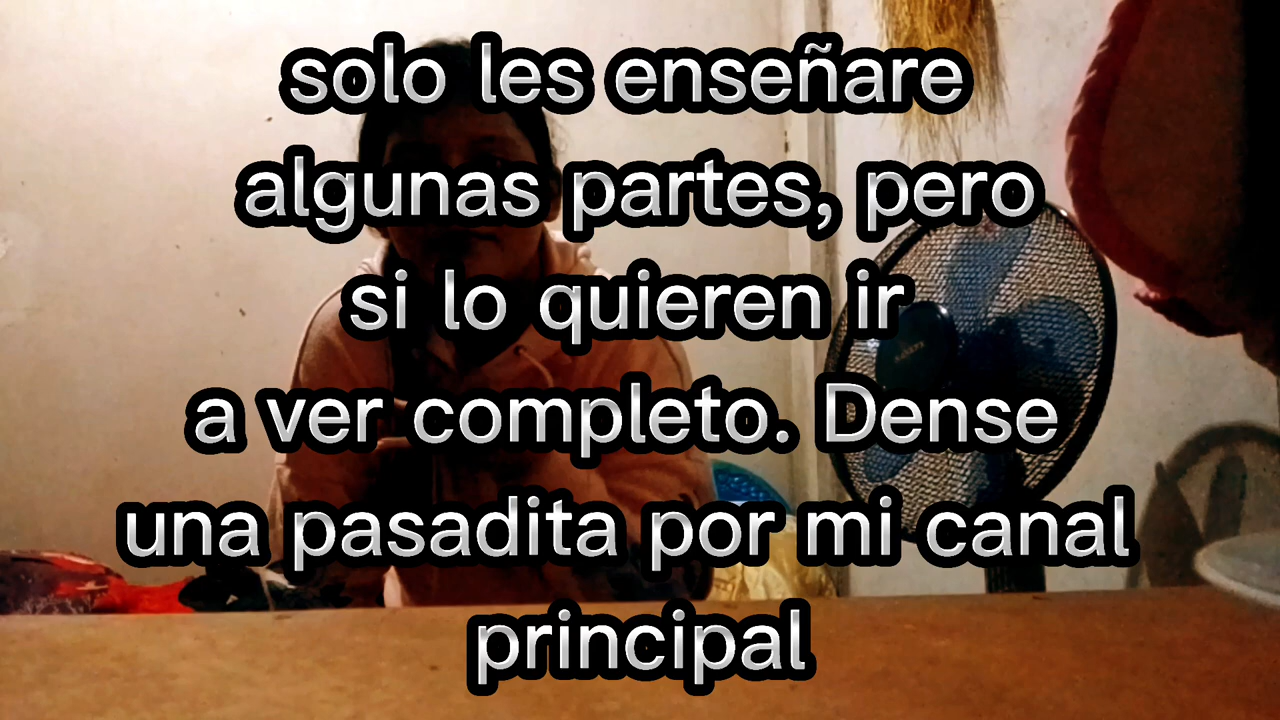 solo les enseñare
algunas partes, pero
si lo quieren ir
a ver completo. Dense
una pasadita por mi canal
principal